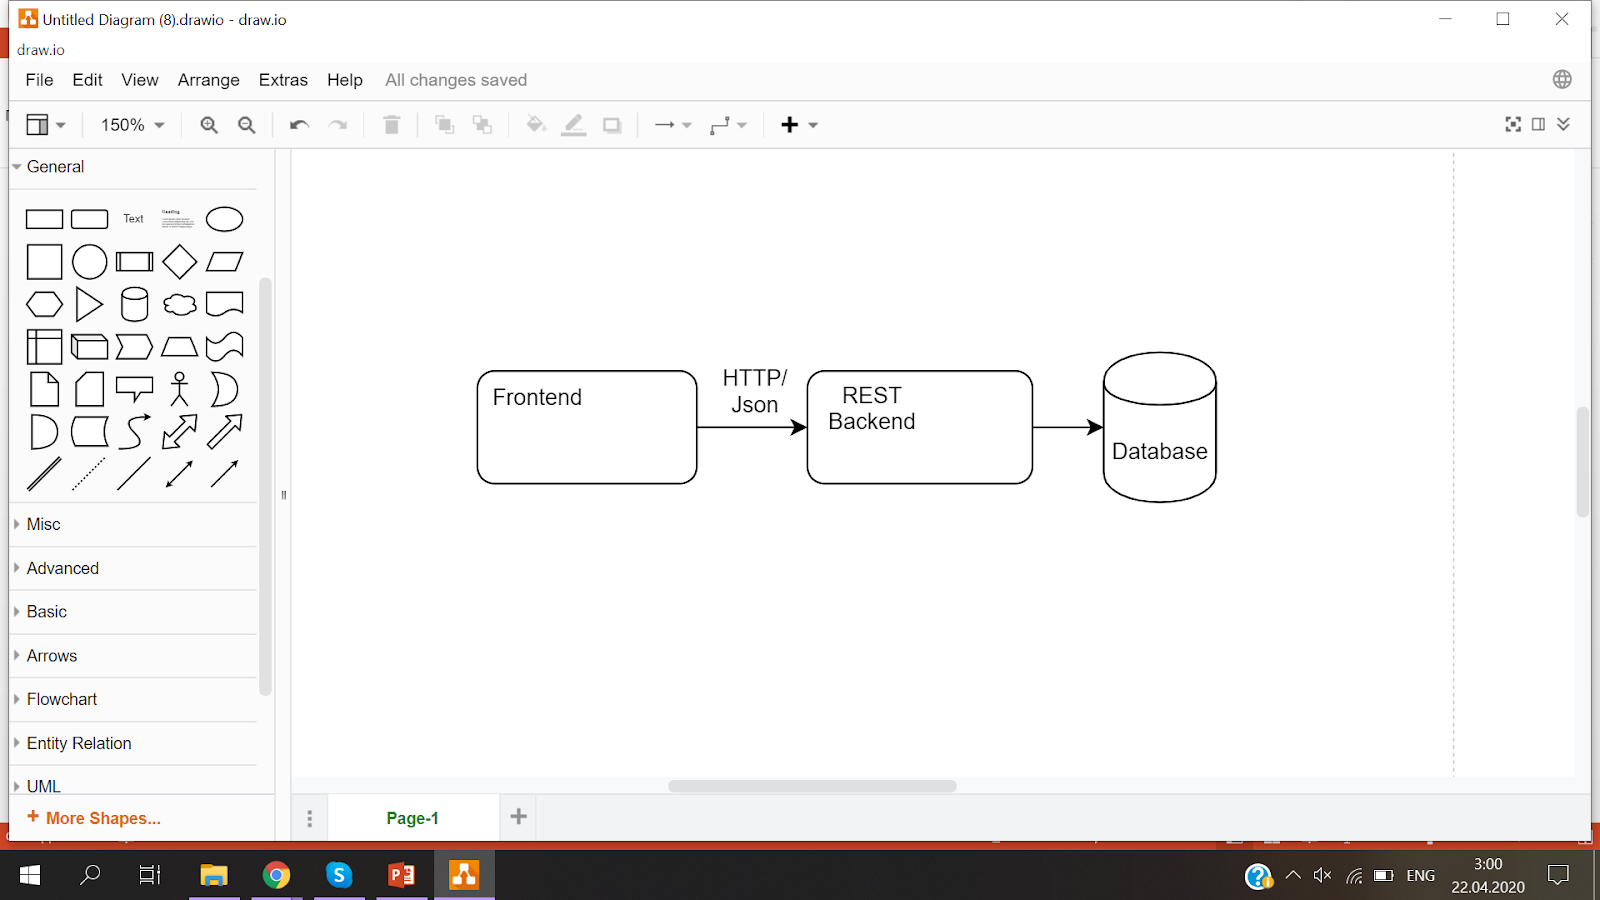 Untitled Diagram (8).drawio - draw.io
draw.io
File Edit View Arrange Extras Help All changes saved
150%
General
Text
Heading
Misc
Advanced
Basic
Arrows
Flowchart
Entity Relation
UML
+ More Shapes...
Frontend
HTTP/
Json
REST
Backend
Database
Page-1
ENG
3:00
22.04.2020